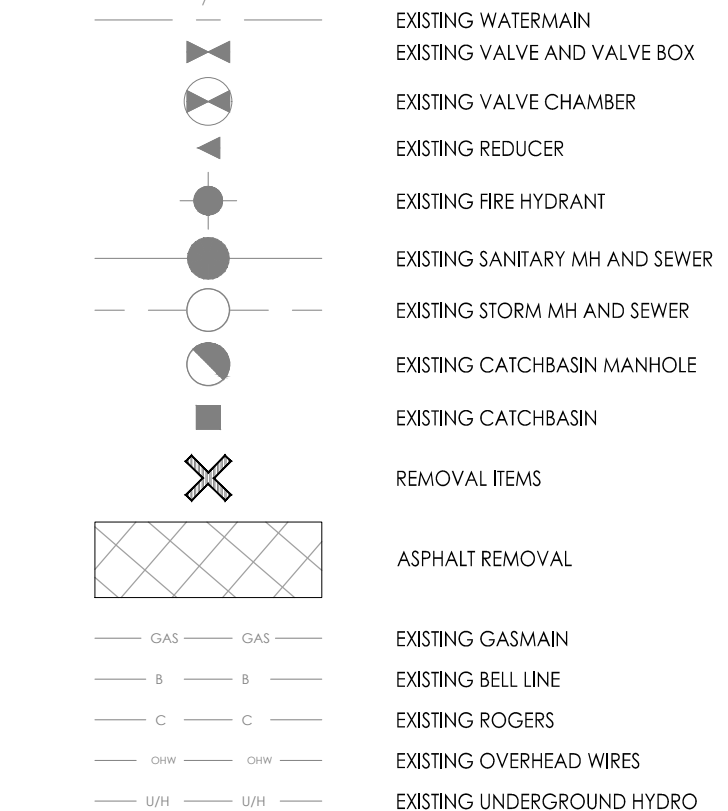 EXISTING WATERMAIN
EXISTING VALVE AND VALVE BOX
EXISTING VALVE CHAMBER
EXISTING REDUCER
EXISTING FIRE HYDRANT
EXISTING SANITARY MH AND SEWER
EXISTING STORM MH AND SEWER
EXISTING CATCHBASIN MANHOLE
EXISTING CATCHBASIN
REMOVAL ITEMS
ASPHALT REMOVAL
GAS GAS EXISTING GASMAIN
B B EXISTING BELL LINE
C C EXISTING ROGERS
OHW OHW EXISTING OVERHEAD WIRES
U/H U/H EXISTING UNDERGROUND HYDRO